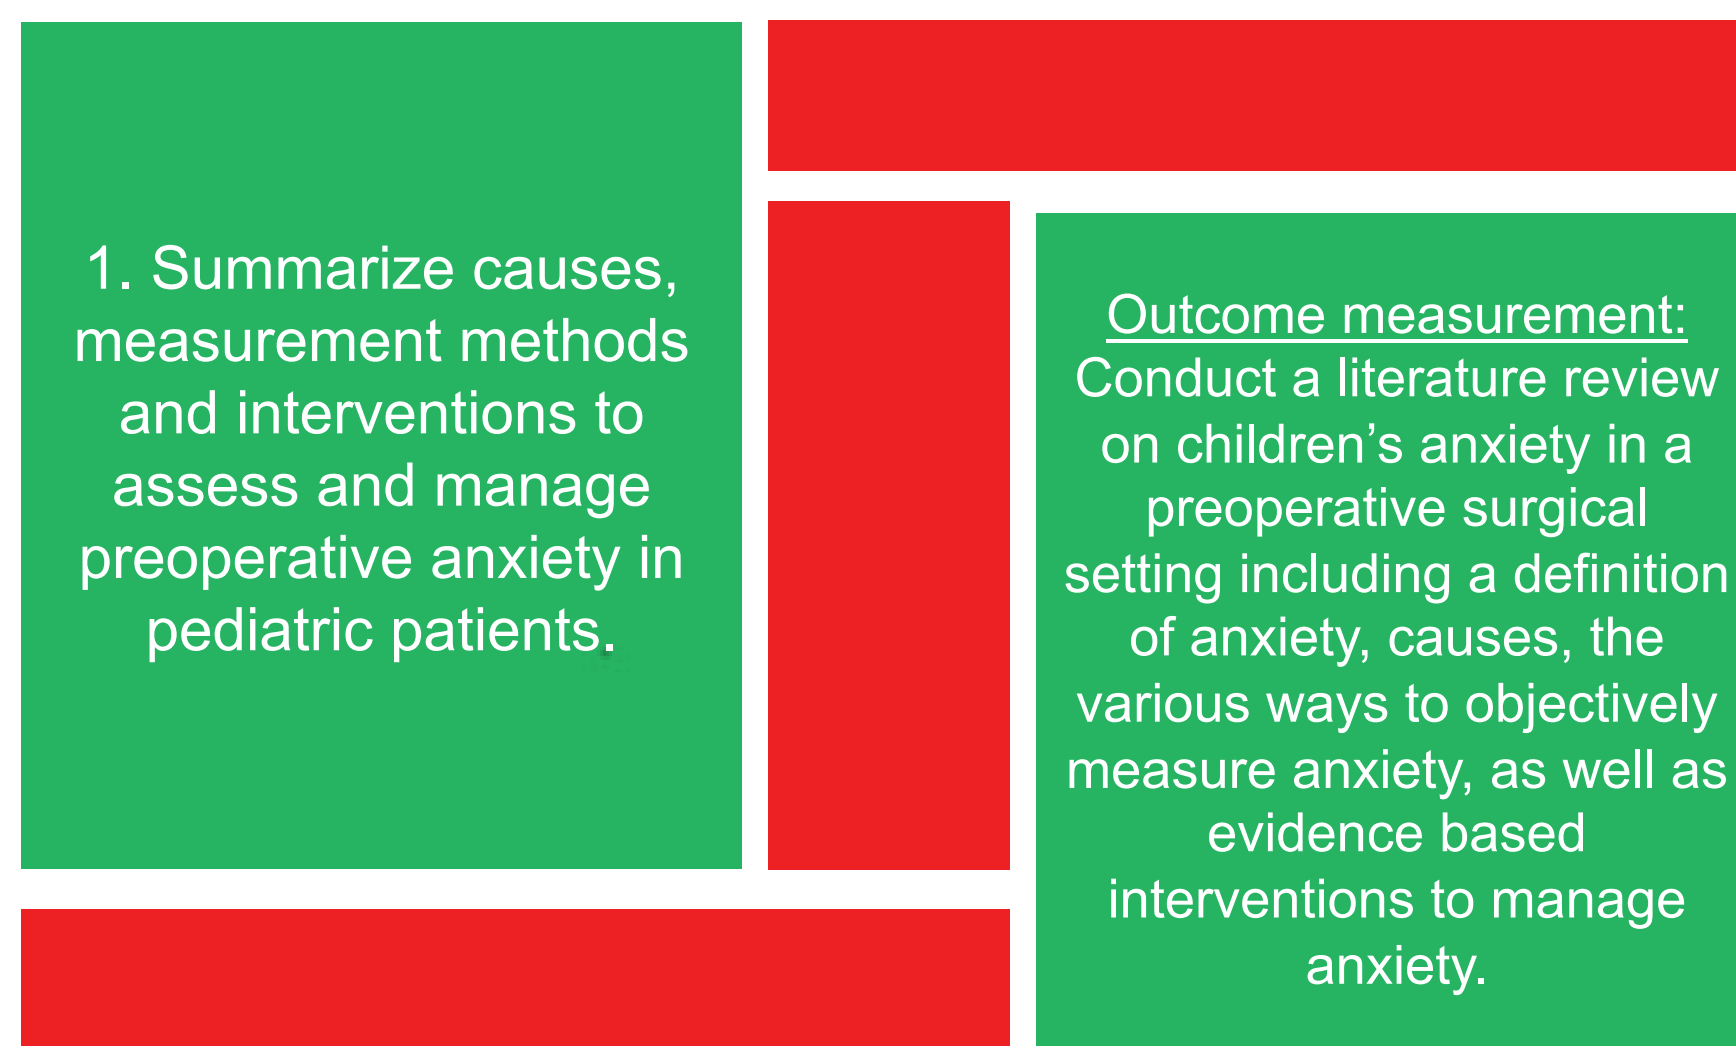 1. Summarize causes,
measurement methods
and interventions to
assess and manage
preoperative anxiety in
pediatric patients.
Outcome measurement:
Conduct a literature review
on children’s anxiety in a
preoperative surgical
setting including a definition
of anxiety, causes, the
various ways to objectively
measure anxiety, as well as
evidence based
interventions to manage
anxiety.